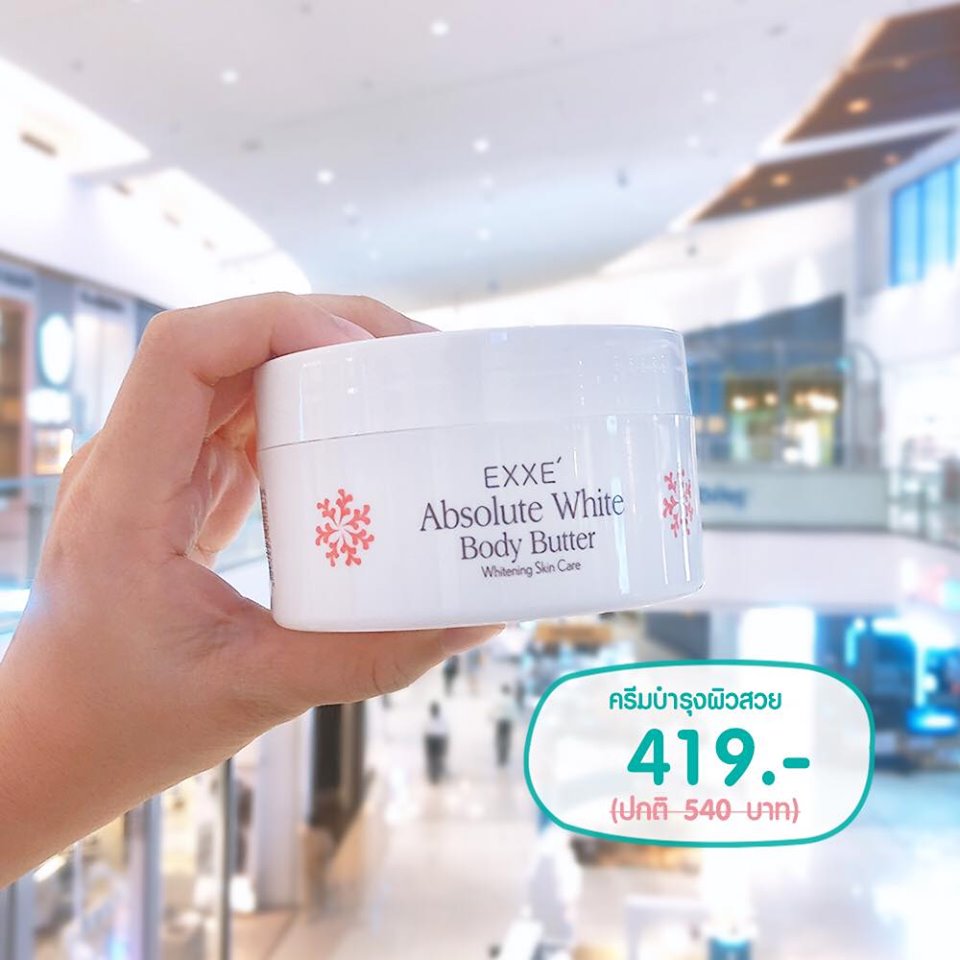 EXXE´
Absolute White
Body Butter
Whitening Skin Care
ครีมบำรุงผิวสวย
419.-
(ปกติ 540 บาท)